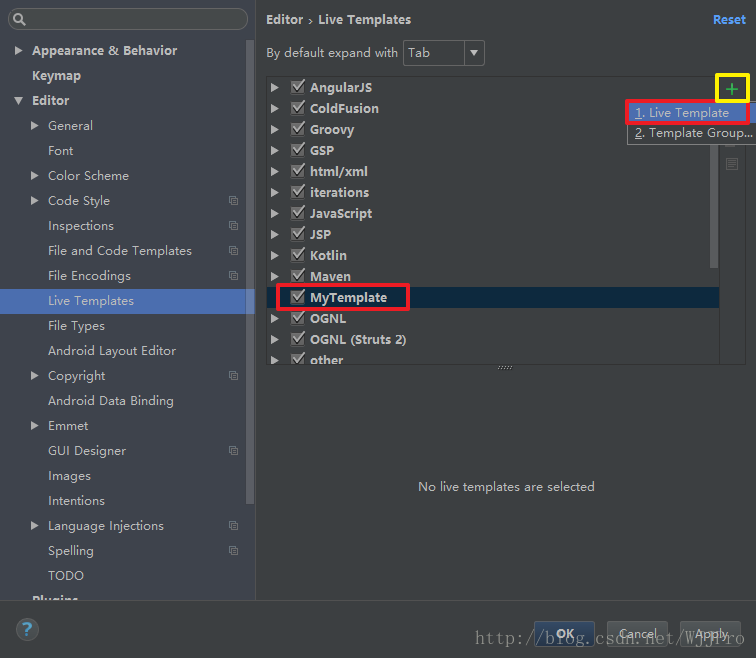 Editor › Live Templates
Reset
Appearance & Behavior
Keymap
Editor
General
Font
Color Scheme
Code Style
Inspections
File and Code Templates
File Encodings
Live Templates
File Types
Android Layout Editor
Copyright
Android Data Binding
Emmet
GUI Designer
Images
Intentions
Language Injections
Spelling
TODO
Plugins
By default expand with Tab
AngularJS
ColdFusion
Groovy
GSP
html/xml
iterations
JavaScript
JSP
Kotlin
Maven
MyTemplate
OGNL
OGNL (Struts 2)
other
1. Live Template
2. Template Group...
No live templates are selected
?
OK
Cancel
Apply
http://blog.csdn.net/WjjPro